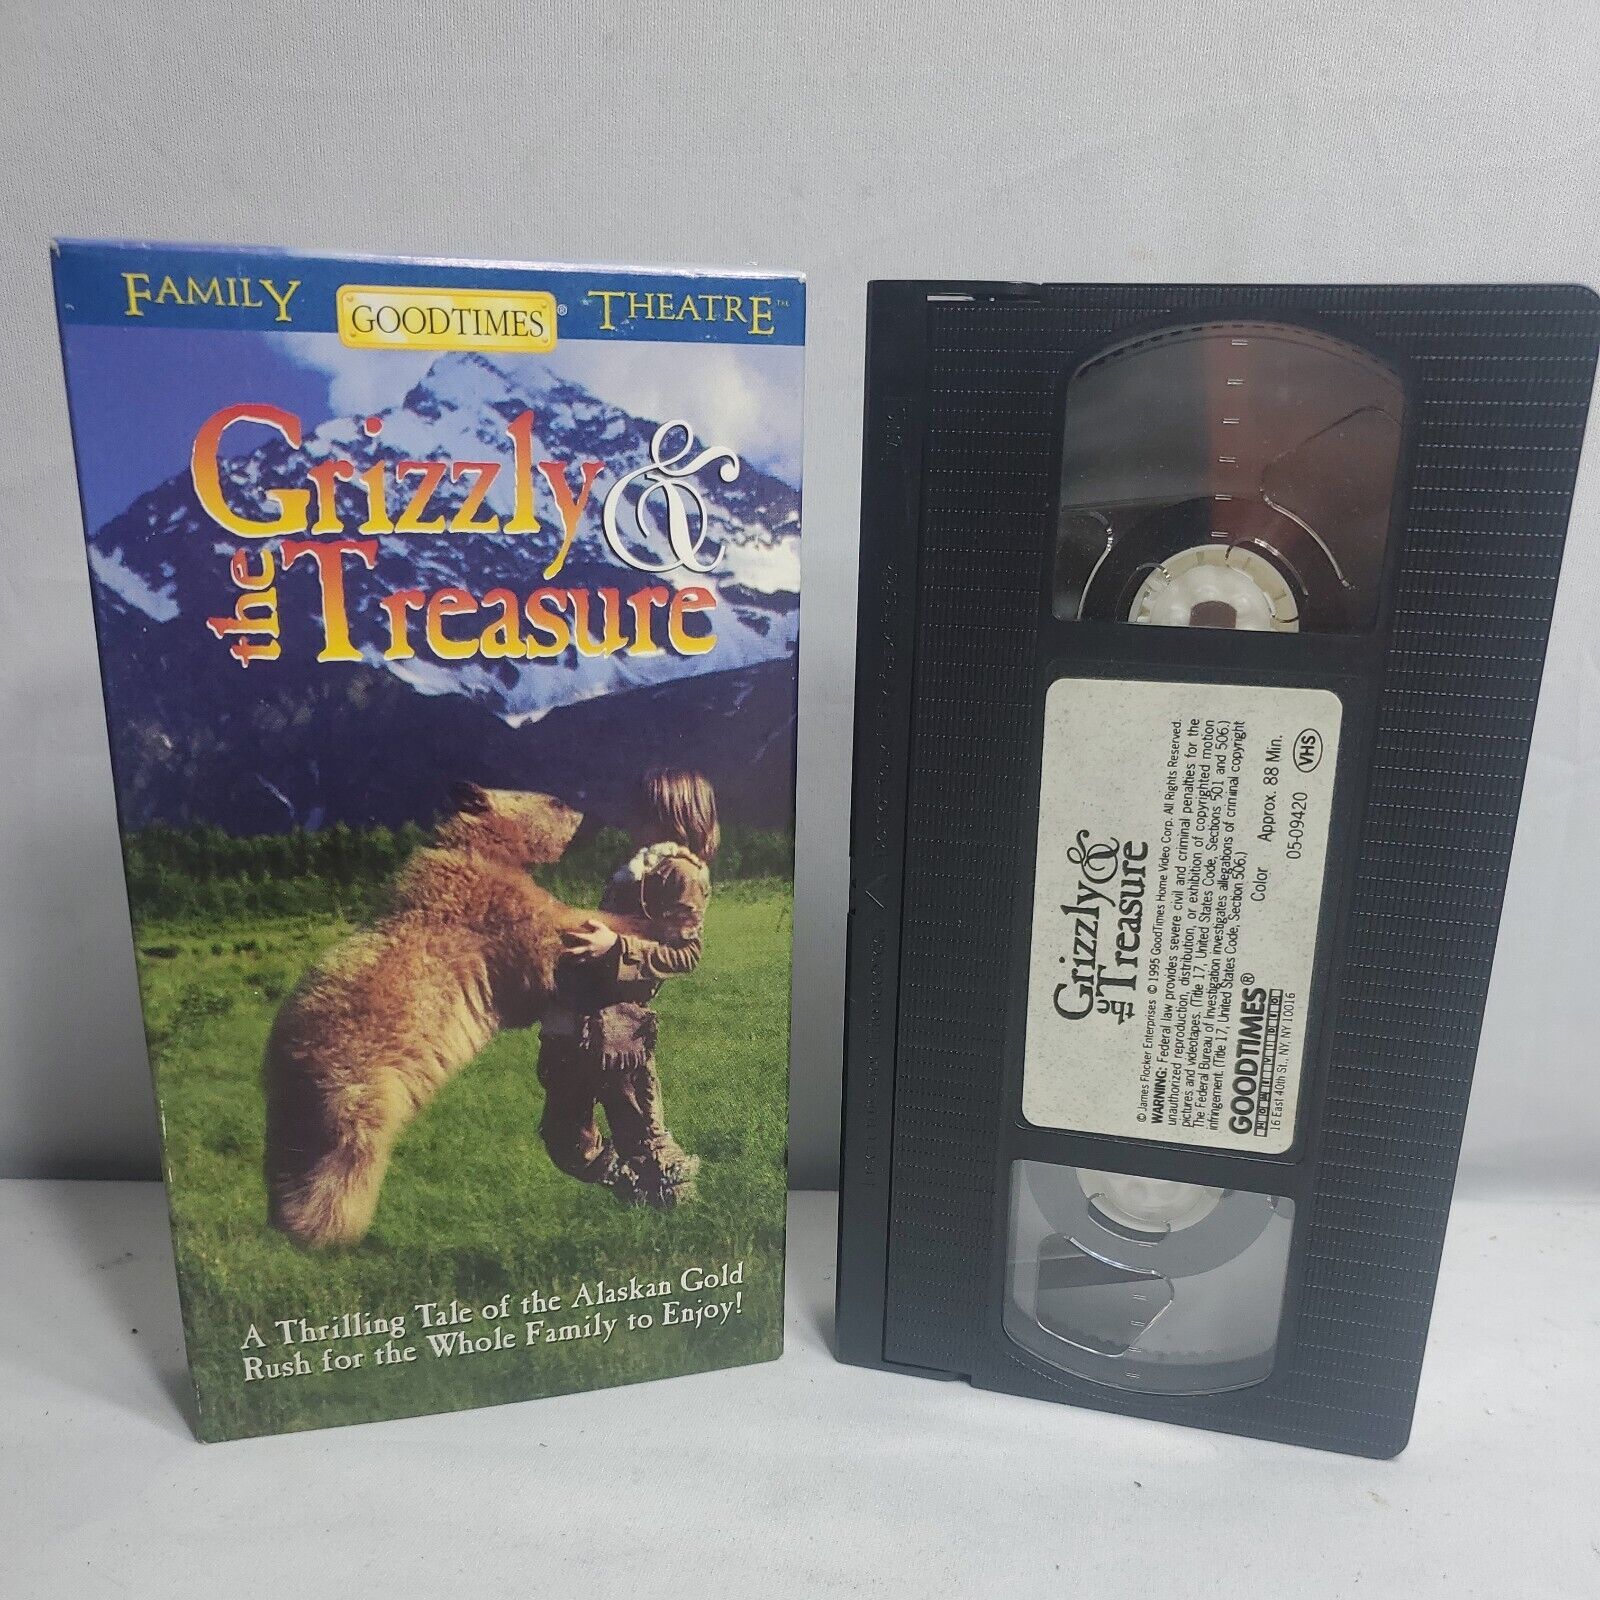 FAMILY GOODTIMES® THEATRE™
Grizzly &
the Treasure
A Thrilling Tale of the Alaskan Gold
Rush for the Whole Family to Enjoy!
Grizzly &
the Treasure
© James Flocker Enterprises © 1995 GoodTimes Home Video Corp. All Rights Reserved.
WARNING: Federal law provides severe civil and criminal penalties for the
unauthorized reproduction, distribution, or exhibition of copyrighted motion
pictures and videotapes. (Title 17, United States Code, Sections 501 and 506.)
The Federal Bureau of Investigation investigates allegations of criminal copyright
infringement. (Title 17, United States Code, Section 506.)
Color Approx. 88 Min.
GOODTIMES®
HOME VIDEO
16 East 40th St., NY, NY 10016
05-09420
VHS